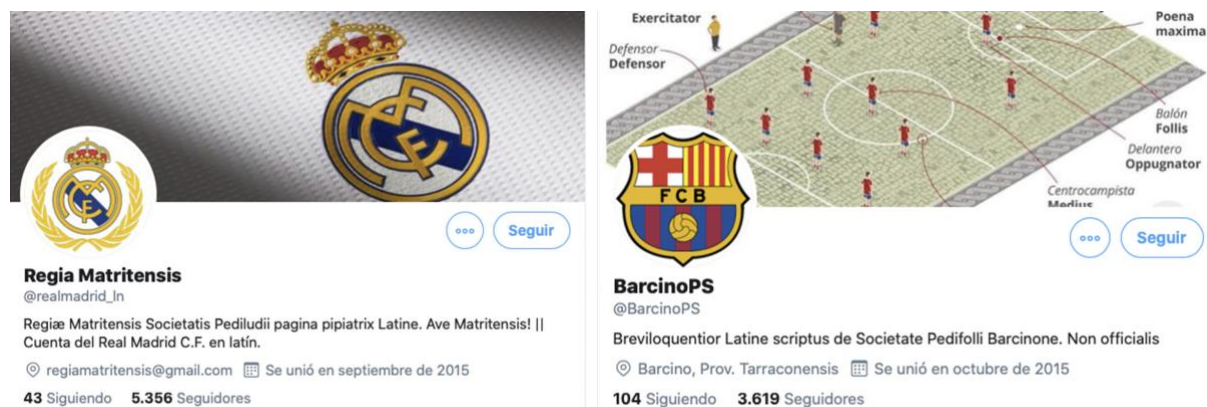 Regia Matritensis
@realmadrid_ln
Regiæ Matritensis Societatis Pediludii pagina pipiatrix Latine. Ave Matritensis! ||
Cuenta del Real Madrid C.F. en latín.
regiamatritensis@gmail.com Se unió en septiembre de 2015
43 Siguiendo 5.356 Seguidores
Seguir
Exercitator
Defensor
Defensor
Poena
maxima
Balón
Follis
Delantero
Oppugnator
Centrocampista
Medius
FCB
Seguir
BarcinoPS
@BarcinoPS
Breviloquentior Latine scriptus de Societate Pedifolli Barcinone. Non officialis
Barcino, Prov. Tarraconensis Se unió en octubre de 2015
104 Siguiendo 3.619 Seguidores